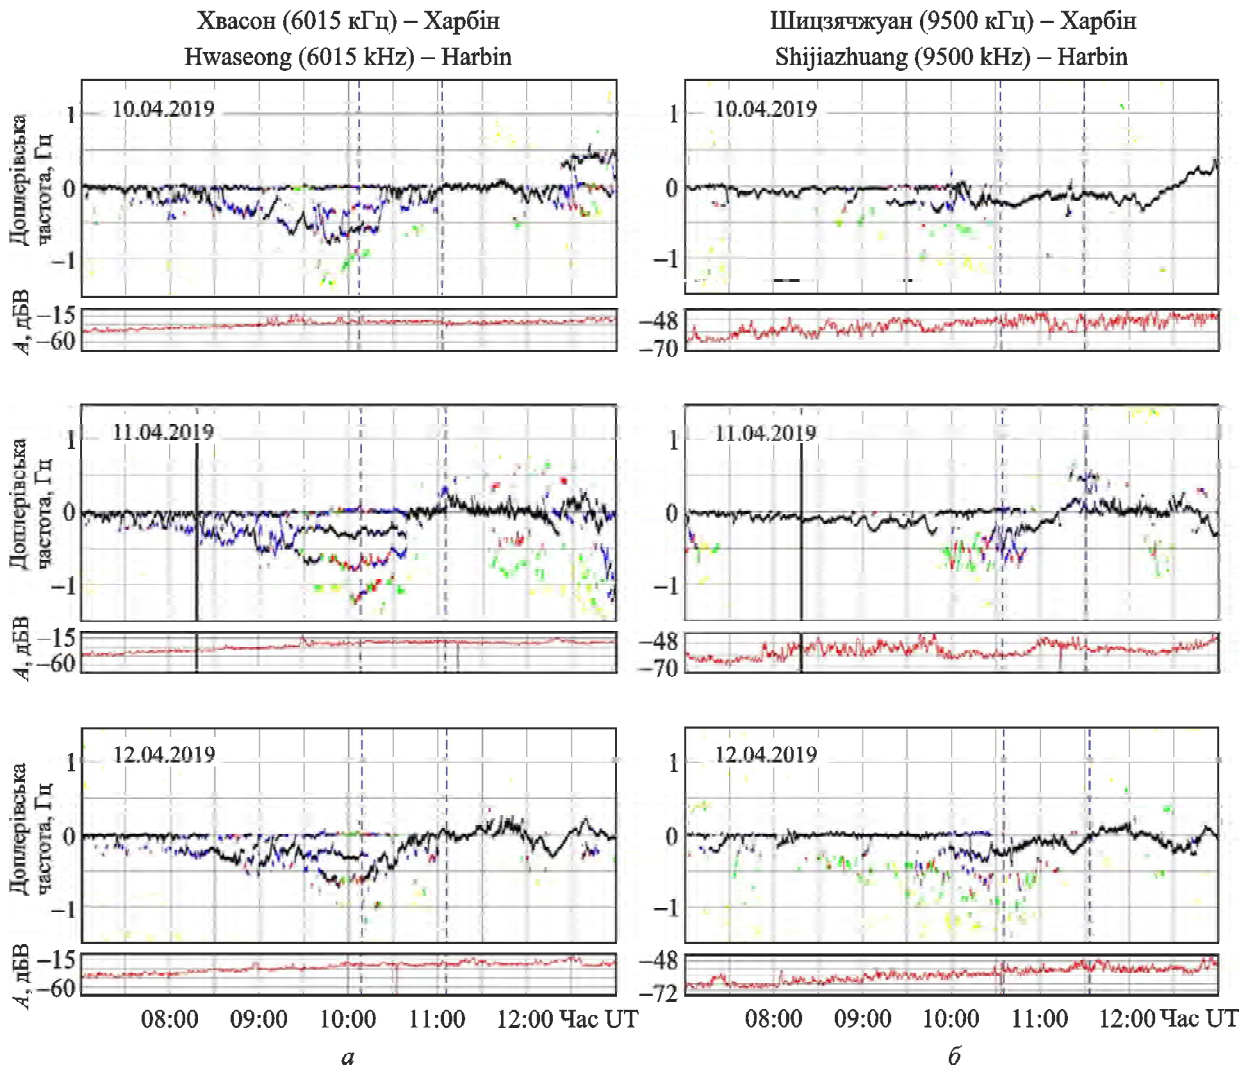 Хвасон (6015 кГц) – Харбін
Hwaseong (6015 kHz) – Harbin
Шицзячжуан (9500 кГц) – Харбін
Shijiazhuang (9500 kHz) – Harbin
Доплерівська
частота, Гц
1
0
−1
10.04.2019
1
0
−1
10.04.2019
A, дБВ
−15
−60
−48
−70
Доплерівська
частота, Гц
1
0
−1
11.04.2019
1
0
−1
11.04.2019
A, дБВ
−15
−60
−48
−70
Доплерівська
частота, Гц
1
0
−1
12.04.2019
1
0
−1
12.04.2019
A, дБВ
−15
−60
−48
−72
08:00 09:00 10:00 11:00 12:00 Час UT
08:00 09:00 10:00 11:00 12:00 Час UT
а
б